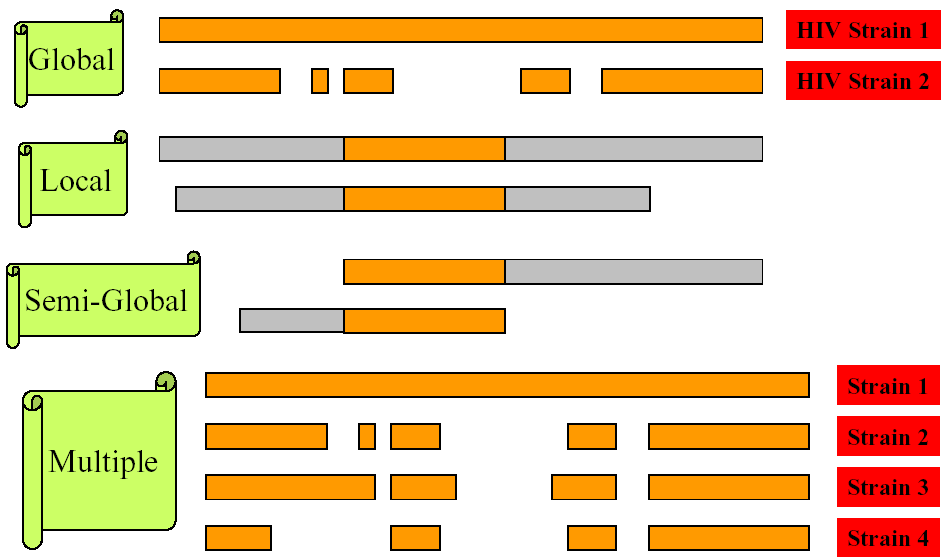 Global
HIV Strain 1
HIV Strain 2
Local
Semi-Global
Multiple
Strain 1
Strain 2
Strain 3
Strain 4